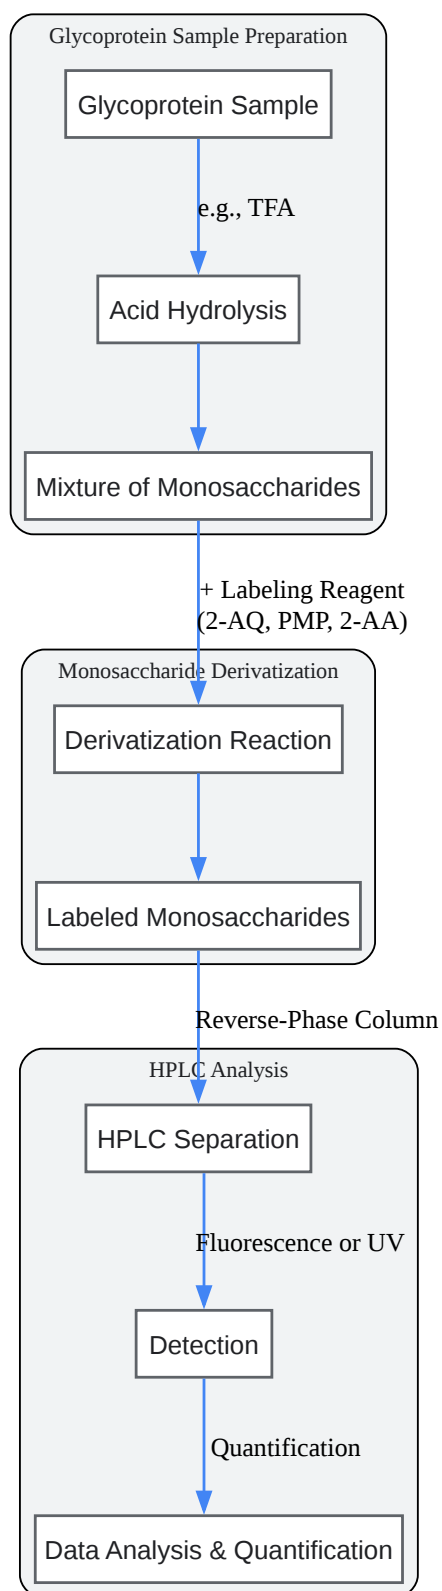 Glycoprotein Sample Preparation
Glycoprotein Sample
e.g., TFA
Acid Hydrolysis
Mixture of Monosaccharides
+ Labeling Reagent
(2-AQ, PMP, 2-AA)
Monosaccharide Derivatization
Derivatization Reaction
Labeled Monosaccharides
Reverse-Phase Column
HPLC Analysis
HPLC Separation
Fluorescence or UV
Detection
Quantification
Data Analysis & Quantification